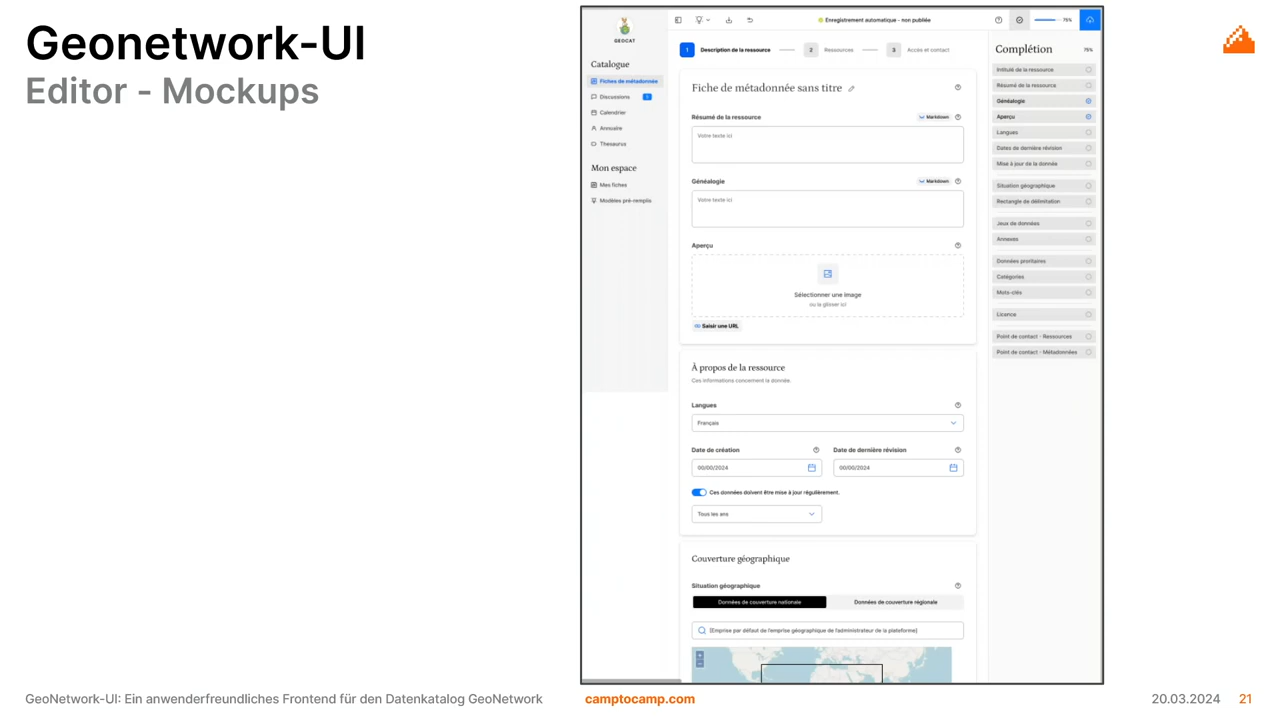 Geonetwork-UI
Editor - Mockups
GEOCAT
Catalogue
Fiches de métadonnée
Discussions
Calendrier
Annuaire
Thesaurus
Mon espace
Mes fiches
Modèles pré-remplis
Enregistrement automatique - non publiée
75%
1 Description de la ressource
2 Ressources
3 Accès et contact
Fiche de métadonnée sans titre
Résumé de la ressource
Markdown
Votre texte ici
Généalogie
Markdown
Votre texte ici
Aperçu
Sélectionner une image
ou le glisser ici
Saisir une URL
À propos de la ressource
Ces informations concernent la donnée.
Langues
Français
Date de création
Date de dernière révision
00/00/2024
00/00/2024
Ces données doivent être mise à jour régulièrement.
Tous les ans
Couverture géographique
Situation géographique
Données de couverture nationale
Données de couverture régionale
[Emprise par défaut de l'emprise géographique de l'administrateur de la plateforme]
Complétion
75%
Intitulé de la ressource
Résumé de la ressource
Généalogie
Aperçu
Langues
Dates de dernière révision
Mise à jour de la donnée
Situation géographique
Rectangle de délimitation
Jeux de données
Annexes
Données prioritaires
Catégories
Mots-clés
Licence
Point de contact - Ressources
Point de contact - Métadonnées
GeoNetwork-UI: Ein anwenderfreundliches Frontend für den Datenkatalog GeoNetwork
camptocamp.com
20.03.2024
21